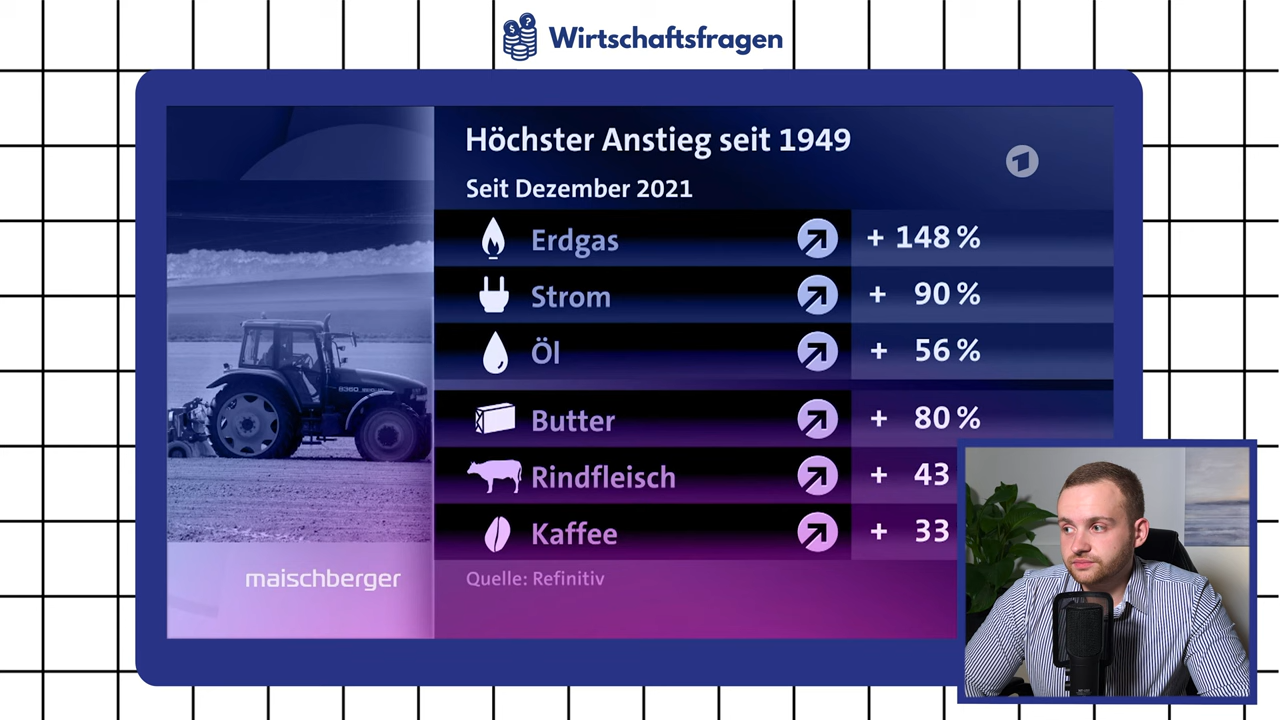 Wirtschaftsfragen
Höchster Anstieg seit 1949
Seit Dezember 2021
Erdgas + 148 %
Strom + 90 %
Öl + 56 %
Butter + 80 %
Rindfleisch + 43
Kaffee + 33
Quelle: Refinitiv
maischberger